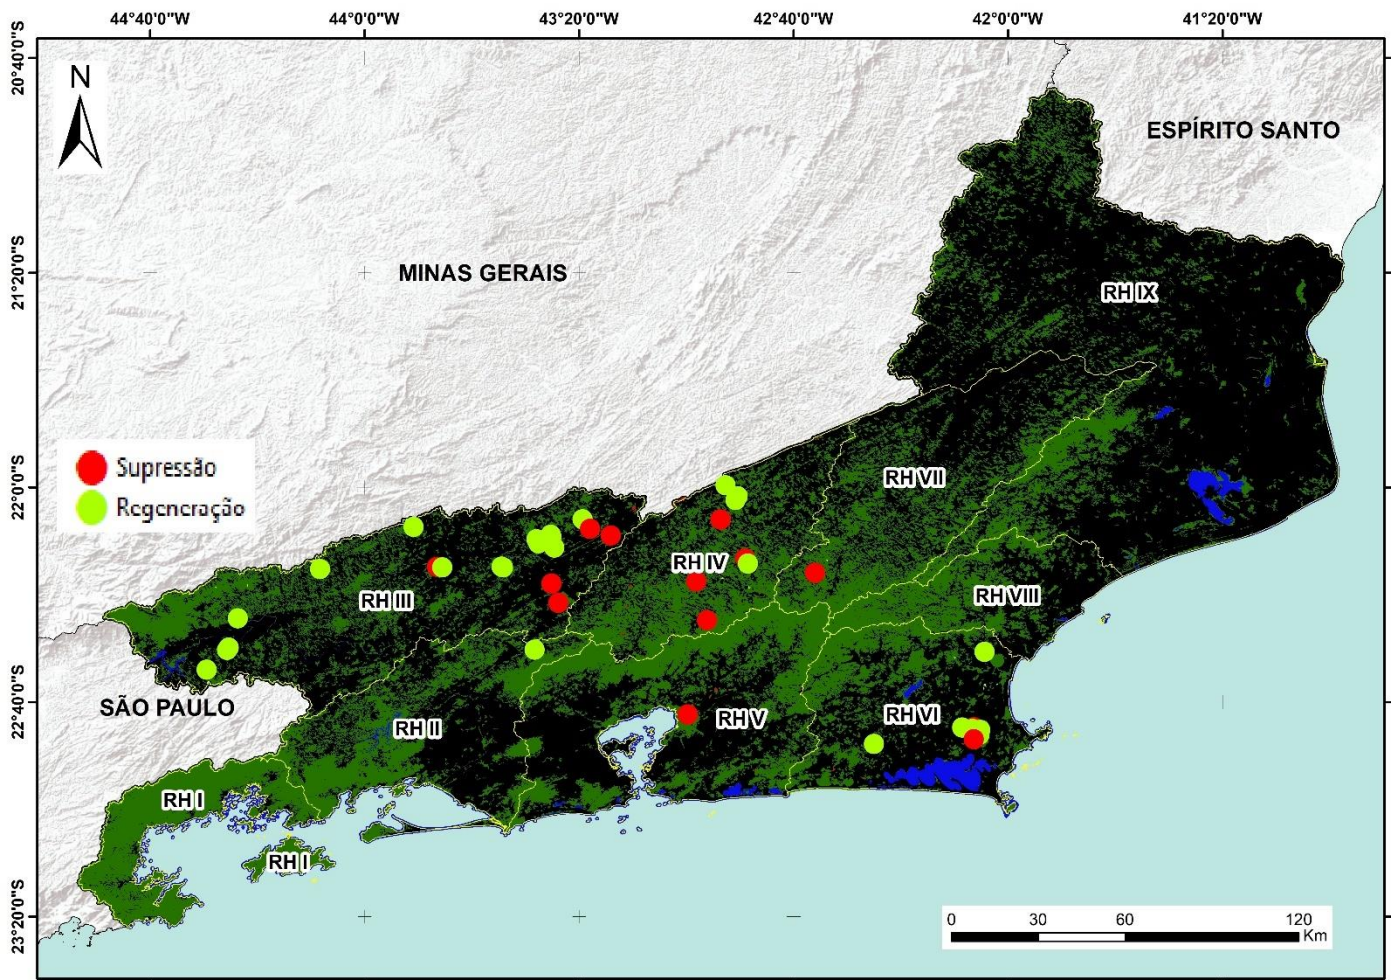 44°40'0"W 44°0'0"W 43°20'0"W 42°40'0"W 42°0'0"W 41°20'0"W
20°40'0"S
N
ESPÍRITO SANTO
MINAS GERAIS
21°20'0"S
RH IX
Supressão
Regeneração
RH VII
22°0'0"S
RH IV
RH III
RH VIII
SÃO PAULO
22°40'0"S
RH II
RH V
RH VI
RH I
RH I
23°20'0"S
0 30 60 120
Km